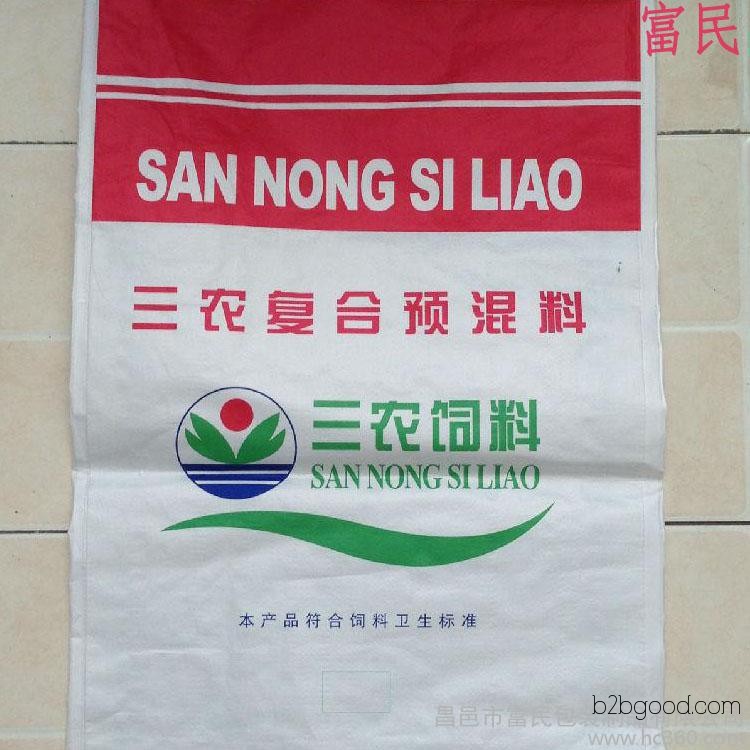 富民
SAN NONG SI LIAO
三农复合预混料
三农饲料
SAN NONG SI LIAO
本产品符合饲料卫生标准
b2bgood.com
昌邑市富民包装制
www.hc360.com